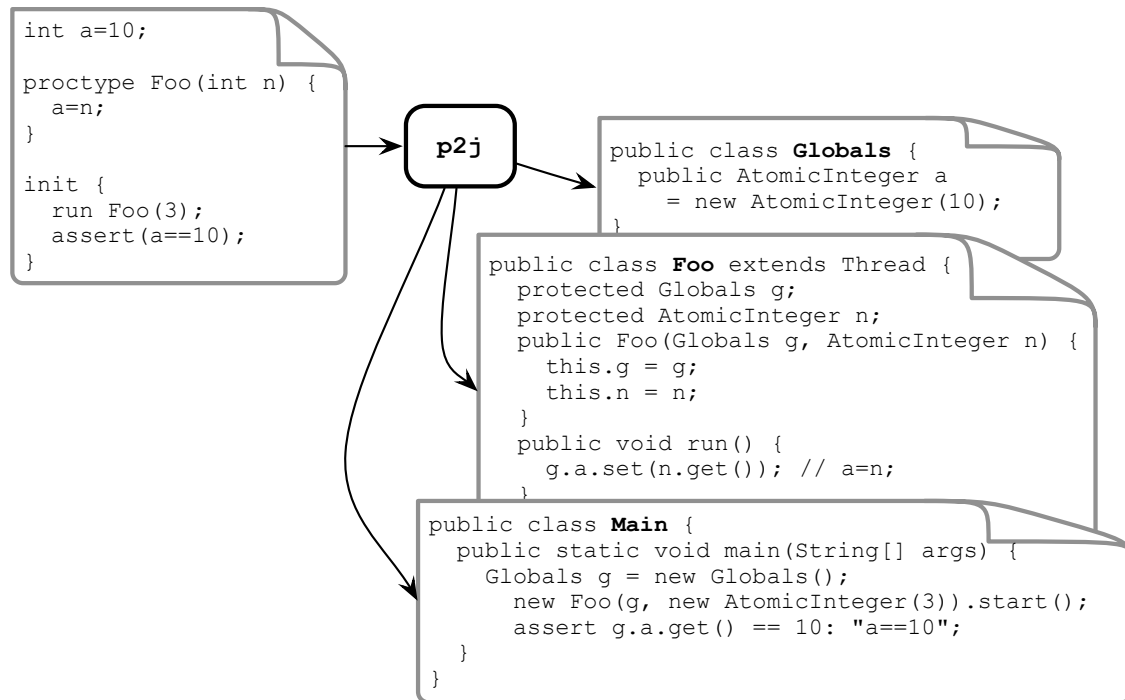 int a=10;

proctype Foo(int n) {
  a=n;
}

init {
  run Foo(3);
  assert(a==10);
}
p2j
public class Globals {
  public AtomicInteger a
    = new AtomicInteger(10);
}
public class Foo extends Thread {
  protected Globals g;
  protected AtomicInteger n;
  public Foo(Globals g, AtomicInteger n) {
    this.g = g;
    this.n = n;
  }
  public void run() {
    g.a.set(n.get()); // a=n;
  }
public class Main {
  public static void main(String[] args) {
    Globals g = new Globals();
      new Foo(g, new AtomicInteger(3)).start();
      assert g.a.get() == 10: "a==10";
  }
}